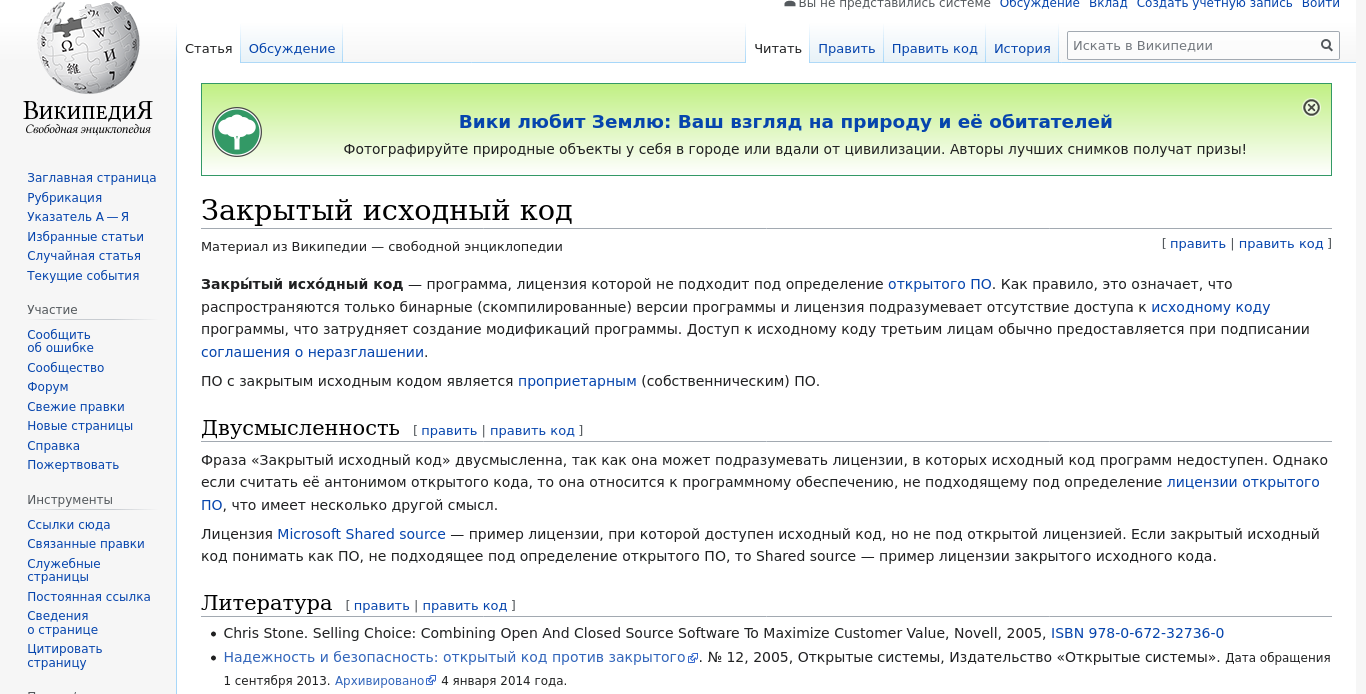 Вы не представились системе Обсуждение Вклад Создать учётную запись Войти
Статья Обсуждение Читать Править Править код История Искать в Википедии
ВикипедиЯ
Свободная энциклопедия
Заглавная страница
Рубрикация
Указатель А — Я
Избранные статьи
Случайная статья
Текущие события
Участие
Сообщить
об ошибке
Сообщество
Форум
Свежие правки
Новые страницы
Справка
Пожертвовать
Инструменты
Ссылки сюда
Связанные правки
Служебные
страницы
Постоянная ссылка
Сведения
о странице
Цитировать
страницу
Вики любит Землю: Ваш взгляд на природу и её обитателей
Фотографируйте природные объекты у себя в городе или вдали от цивилизации. Авторы лучших снимков получат призы!
Закрытый исходный код
Материал из Википедии — свободной энциклопедии
[ править | править код ]
Закры́тый исхо́дный код — программа, лицензия которой не подходит под определение открытого ПО. Как правило, это означает, что
распространяются только бинарные (скомпилированные) версии программы и лицензия подразумевает отсутствие доступа к исходному коду
программы, что затрудняет создание модификаций программы. Доступ к исходному коду третьим лицам обычно предоставляется при подписании
соглашения о неразглашении.
ПО с закрытым исходным кодом является проприетарным (собственническим) ПО.
Двусмысленность [ править | править код ]
Фраза «Закрытый исходный код» двусмысленна, так как она может подразумевать лицензии, в которых исходный код программ недоступен. Однако
если считать её антонимом открытого кода, то она относится к программному обеспечению, не подходящему под определение лицензии открытого
ПО, что имеет несколько другой смысл.
Лицензия Microsoft Shared source — пример лицензии, при которой доступен исходный код, но не под открытой лицензией. Если закрытый исходный
код понимать как ПО, не подходящее под определение открытого ПО, то Shared source — пример лицензии закрытого исходного кода.
Литература [ править | править код ]
• Chris Stone. Selling Choice: Combining Open And Closed Source Software To Maximize Customer Value, Novell, 2005, ISBN 978-0-672-32736-0
• Надежность и безопасность: открытый код против закрытого. № 12, 2005, Открытые системы, Издательство «Открытые системы». Дата обращения
1 сентября 2013. Архивировано 4 января 2014 года.